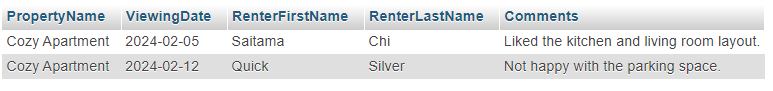 PropertyName ViewingDate RenterFirstName RenterLastName Comments
Cozy Apartment 2024-02-05 Saitama Chi Liked the kitchen and living room layout.
Cozy Apartment 2024-02-12 Quick Silver Not happy with the parking space.